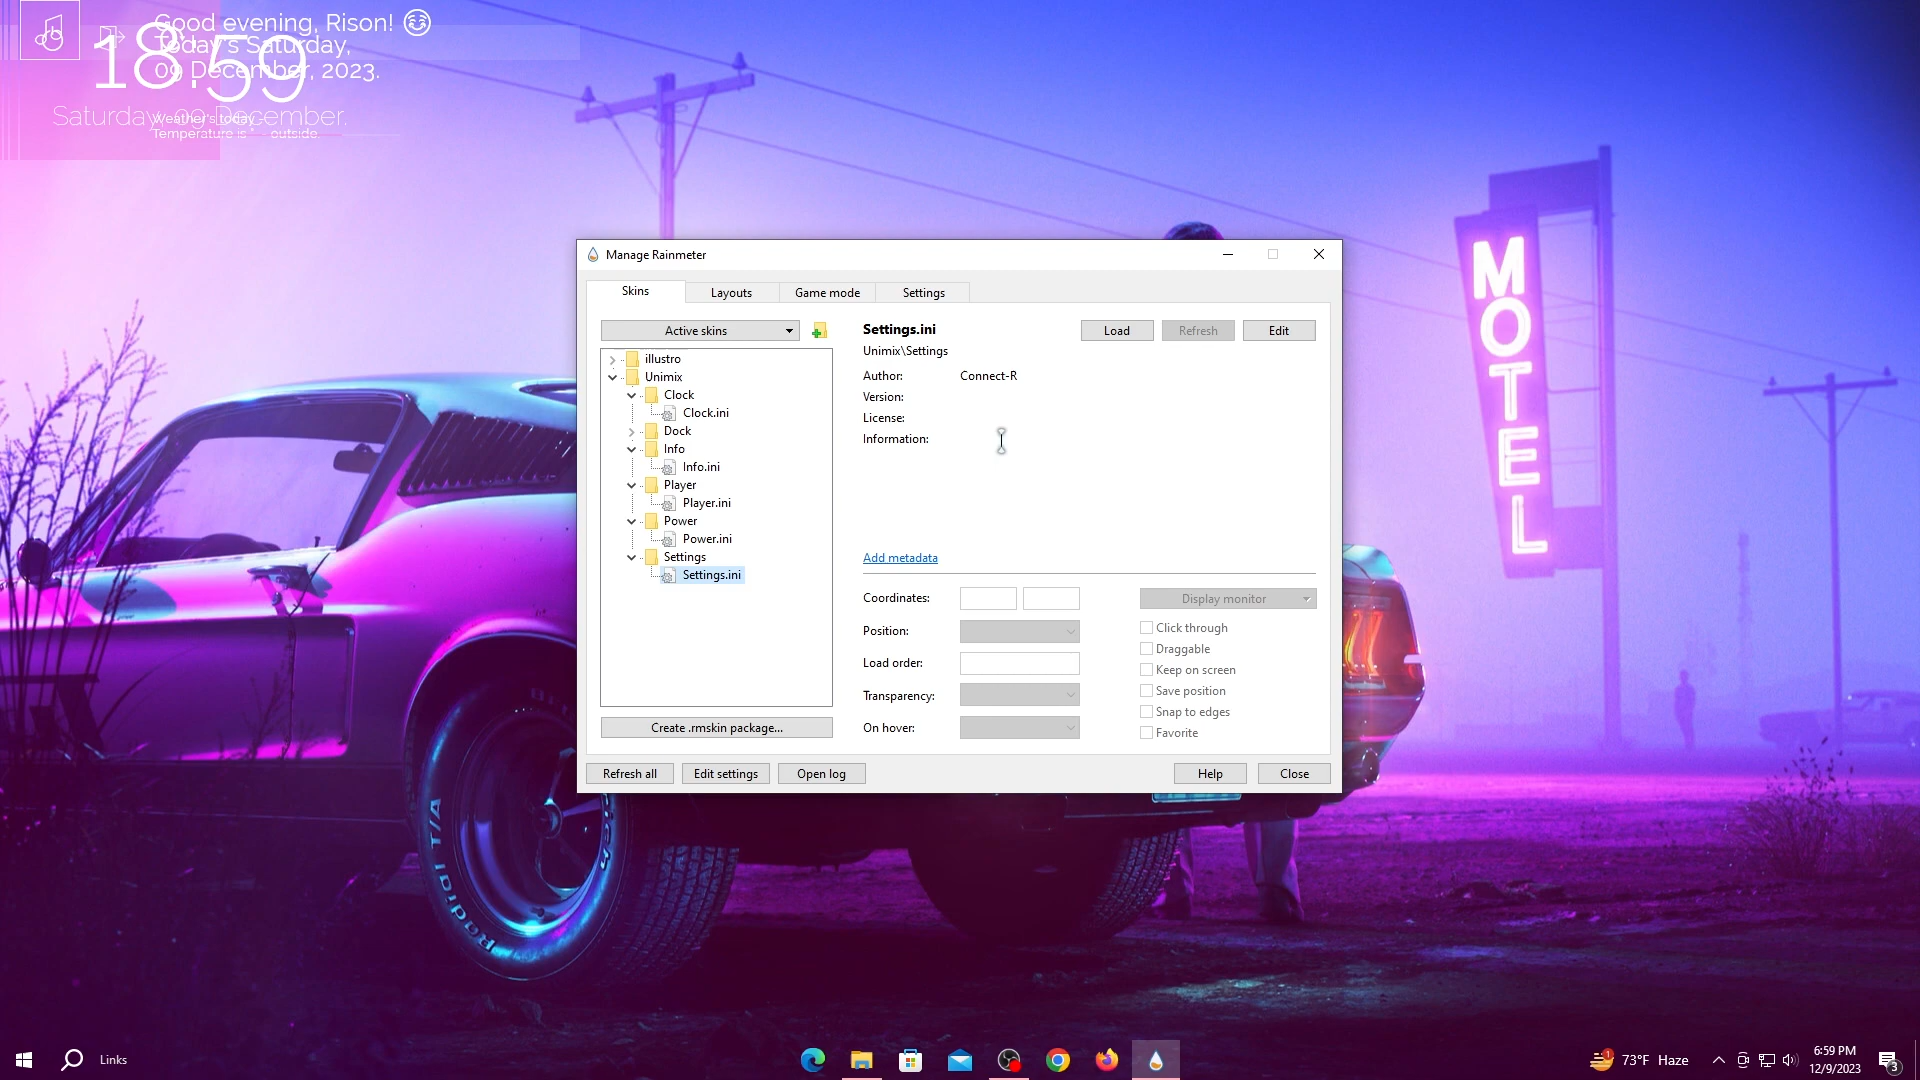 Good evening, Rison! 😊
18:59
Today's Saturday,
09 December, 2023.
Saturday, 09 December.
Weather's today -
Temperature is ° outside.
MOTEL
Manage Rainmeter
Skins
Layouts
Game mode
Settings
Active skins
illustro
Unimix
Clock
Clock.ini
Dock
Info
Info.ini
Player
Player.ini
Power
Power.ini
Settings
Settings.ini
Create .rmskin package...
Settings.ini
Load
Refresh
Edit
Unimix\Settings
Author: Connect-R
Version:
License:
Information:
Add metadata
Coordinates:
Display monitor
Position:
Click through
Draggable
Load order:
Keep on screen
Transparency:
Save position
Snap to edges
On hover:
Favorite
Refresh all
Edit settings
Open log
Help
Close
Radial T/A
Links
1
73°F Haze
6:59 PM
12/9/2023
3